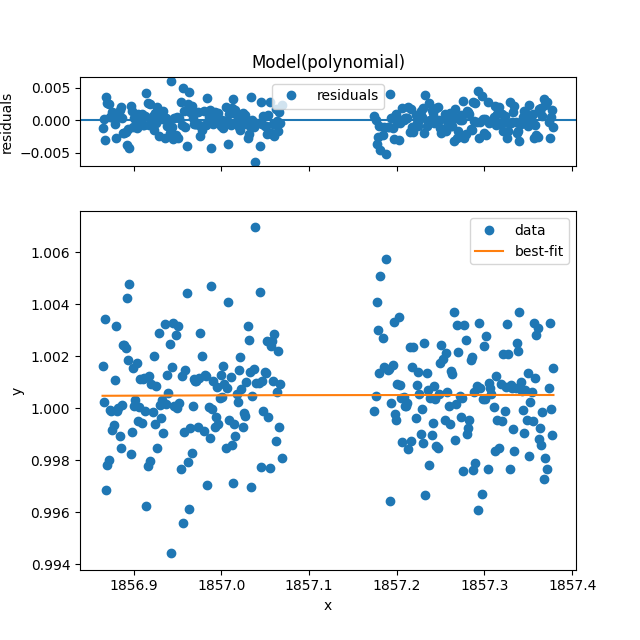 Model(polynomial)
residuals
0.005
0.000
−0.005
residuals
data
best-fit
y
1.006
1.004
1.002
1.000
0.998
0.996
0.994
1856.9 1857.0 1857.1 1857.2 1857.3 1857.4
x